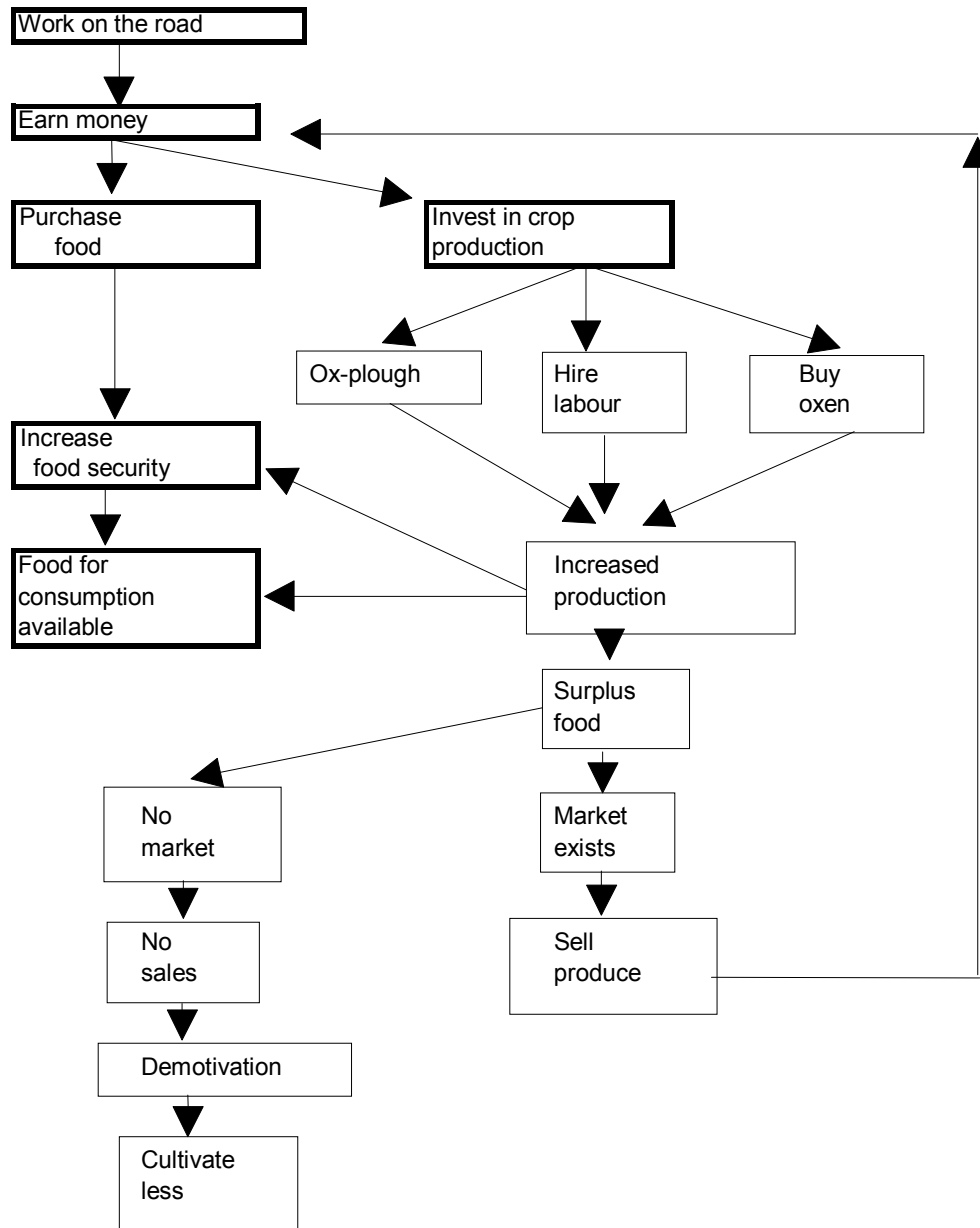 Work on the road
Earn money
Purchase
food
Invest in crop
production
Ox-plough
Hire
labour
Buy
oxen
Increase
food security
Food for
consumption
available
Increased
production
Surplus
food
No
market
Market
exists
No
sales
Sell
produce
Demotivation
Cultivate
less